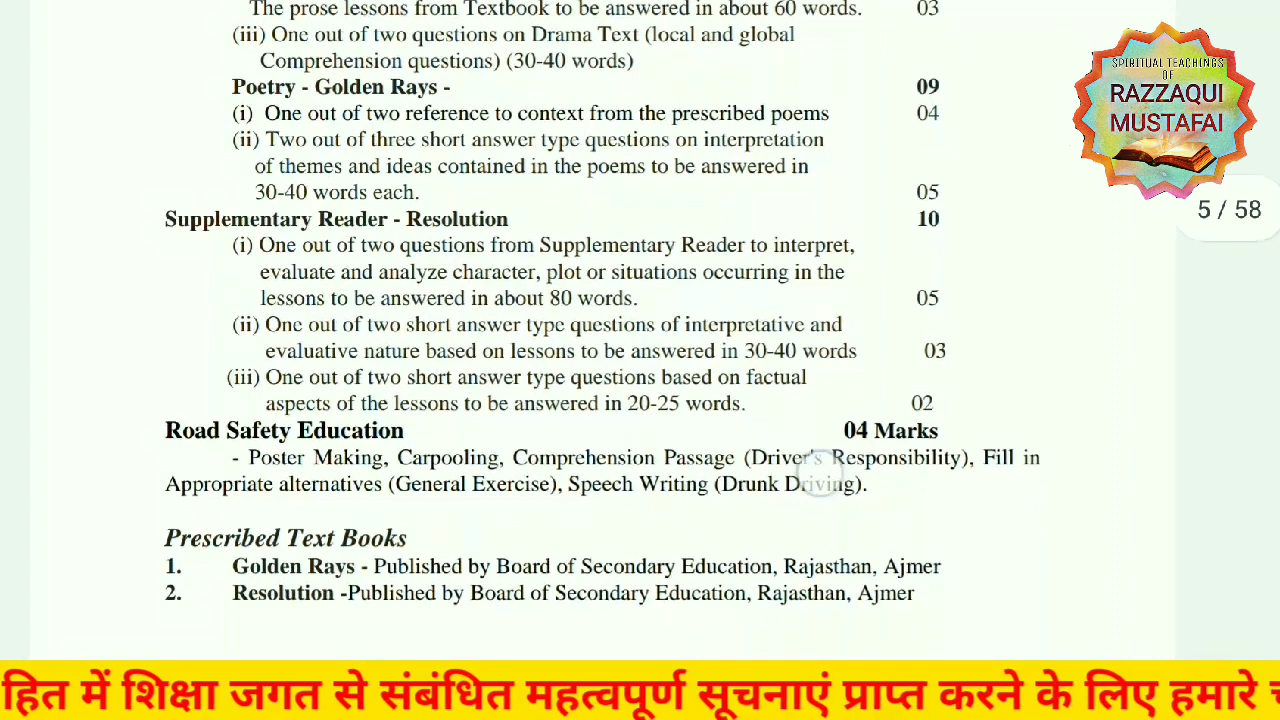 The prose lessons from Textbook to be answered in about 60 words. 03
(iii) One out of two questions on Drama Text (local and global
Comprehension questions) (30-40 words)
Poetry - Golden Rays - 09
(i) One out of two reference to context from the prescribed poems 04
(ii) Two out of three short answer type questions on interpretation
of themes and ideas contained in the poems to be answered in
30-40 words each. 05
Supplementary Reader - Resolution 10
(i) One out of two questions from Supplementary Reader to interpret,
evaluate and analyze character, plot or situations occurring in the
lessons to be answered in about 80 words. 05
(ii) One out of two short answer type questions of interpretative and
evaluative nature based on lessons to be answered in 30-40 words 03
(iii) One out of two short answer type questions based on factual
aspects of the lessons to be answered in 20-25 words. 02
Road Safety Education 04 Marks
- Poster Making, Carpooling, Comprehension Passage (Driver's Responsibility), Fill in
Appropriate alternatives (General Exercise), Speech Writing (Drunk Driving).
Prescribed Text Books
1. Golden Rays - Published by Board of Secondary Education, Rajasthan, Ajmer
2. Resolution -Published by Board of Secondary Education, Rajasthan, Ajmer
SPIRITUAL TEACHINGS
OF
RAZZAQUI
MUSTAFAI
5 / 58
हित में शिक्षा जगत से संबंधित महत्वपूर्ण सूचनाएं प्राप्त करने के लिए हमारे